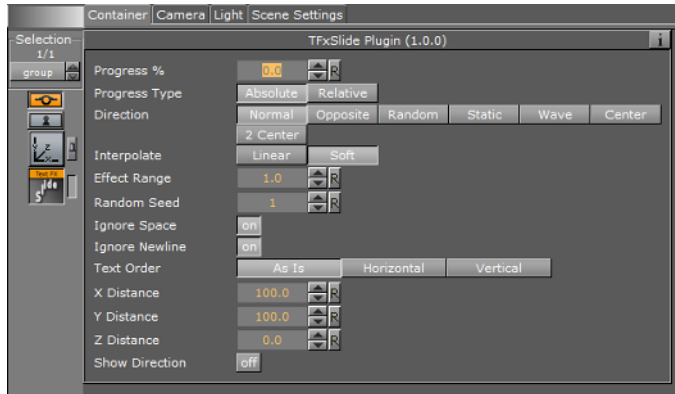 Container Camera Light Scene Settings
Selection
TFxSlide Plugin (1.0.0) i
1/1
group
Progress % 0.0 R
Progress Type Absolute Relative
Direction Normal Opposite Random Static Wave Center
2 Center
Interpolate Linear Soft
Effect Range 1.0 R
Random Seed 1 R
Ignore Space on
Ignore Newline on
Text Order As Is Horizontal Vertical
X Distance 100.0 R
Y Distance 100.0 R
Z Distance 0.0 R
Show Direction off
Z
X
Text FX
Slide